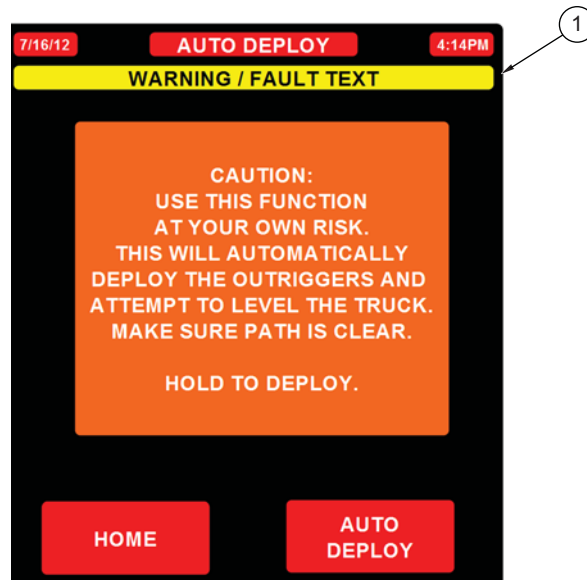 7/16/12 AUTO DEPLOY 4:14PM
1
WARNING / FAULT TEXT
CAUTION:
USE THIS FUNCTION
AT YOUR OWN RISK.
THIS WILL AUTOMATICALLY
DEPLOY THE OUTRIGGERS AND
ATTEMPT TO LEVEL THE TRUCK.
MAKE SURE PATH IS CLEAR.
HOLD TO DEPLOY.
HOME
AUTO
DEPLOY